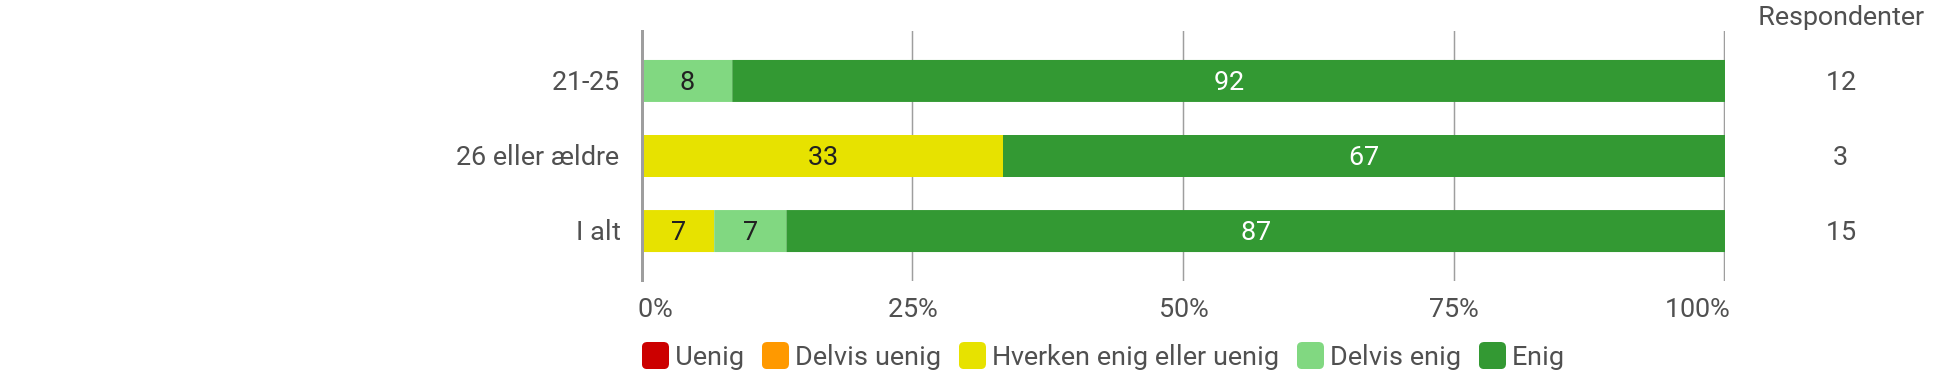 Respondenter
21-25 8 92 12
26 eller ældre 33 67 3
I alt 7 7 87 15
0% 25% 50% 75% 100%
Uenig Delvis uenig Hverken enig eller uenig Delvis enig Enig